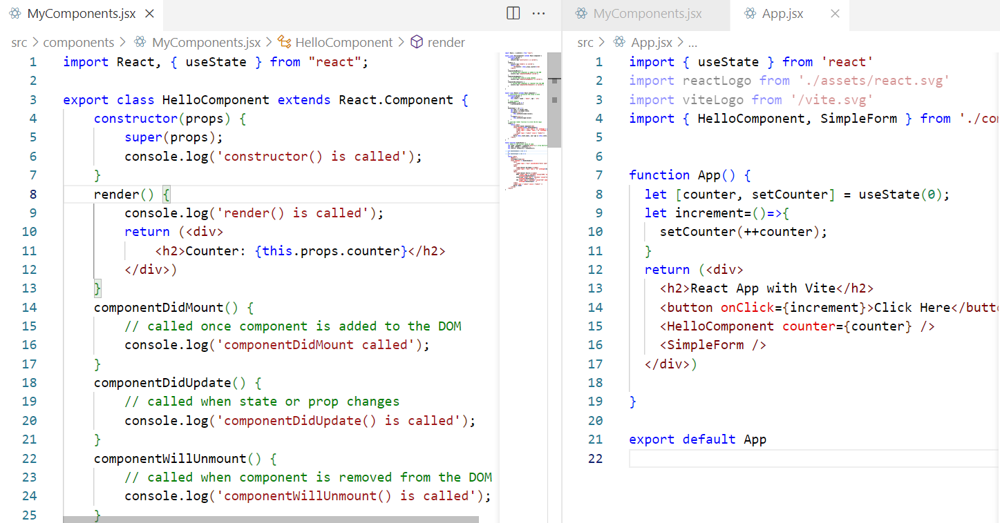 MyComponents.jsx
src > components > MyComponents.jsx > HelloComponent > render
1 import React, { useState } from "react";
2
3 export class HelloComponent extends React.Component {
4 constructor(props) {
5 super(props);
6 console.log('constructor() is called');
7 }
8 render() {
9 console.log('render() is called');
10 return (<div>
11 <h2>Counter: {this.props.counter}</h2>
12 </div>)
13 }
14 componentDidMount() {
15 // called once component is added to the DOM
16 console.log('componentDidMount called');
17 }
18 componentDidUpdate() {
19 // called when state or prop changes
20 console.log('componentDidUpdate() is called');
21 }
22 componentWillUnmount() {
23 // called when component is removed from the DOM
24 console.log('componentWillUnmount() is called');
25 }
MyComponents.jsx App.jsx
src > App.jsx > ...
1 import { useState } from 'react'
2 import reactLogo from './assets/react.svg'
3 import viteLogo from '/vite.svg'
4 import { HelloComponent, SimpleForm } from './co
5
6
7 function App() {
8 let [counter, setCounter] = useState(0);
9 let increment=()=>{
10 setCounter(++counter);
11 }
12 return (<div>
13 <h2>React App with Vite</h2>
14 <button onClick={increment}>Click Here</butto
15 <HelloComponent counter={counter} />
16 <SimpleForm />
17 </div>)
18
19 }
20
21 export default App
22